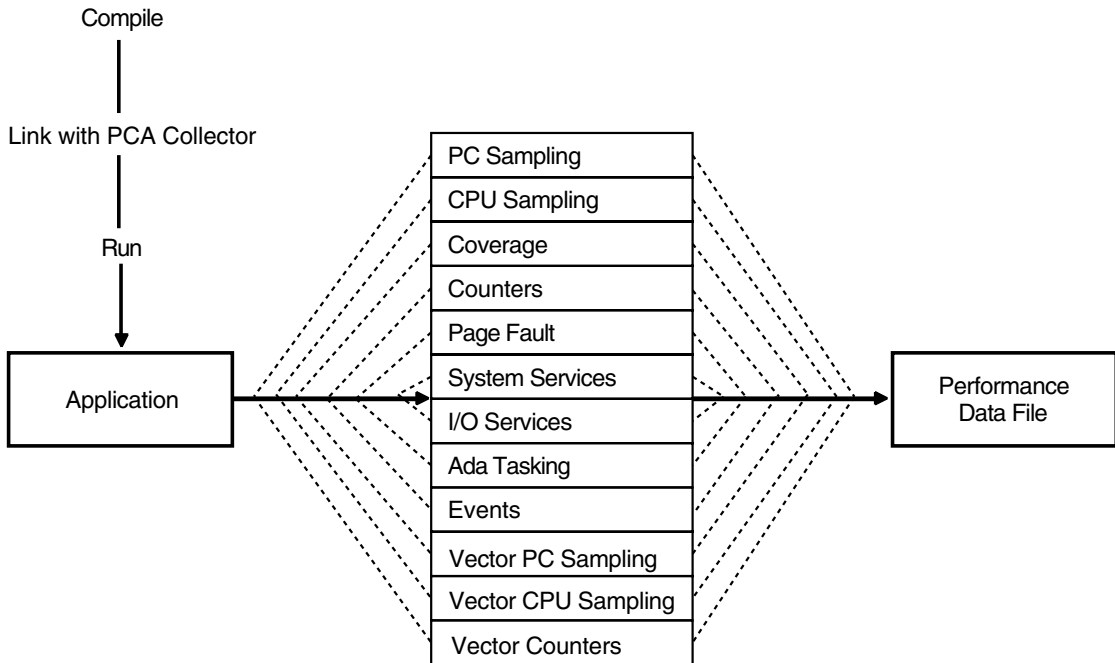 Compile
Link with PCA Collector
Run
Application
PC Sampling
CPU Sampling
Coverage
Counters
Page Fault
System Services
I/O Services
Ada Tasking
Events
Vector PC Sampling
Vector CPU Sampling
Vector Counters
Performance
Data File